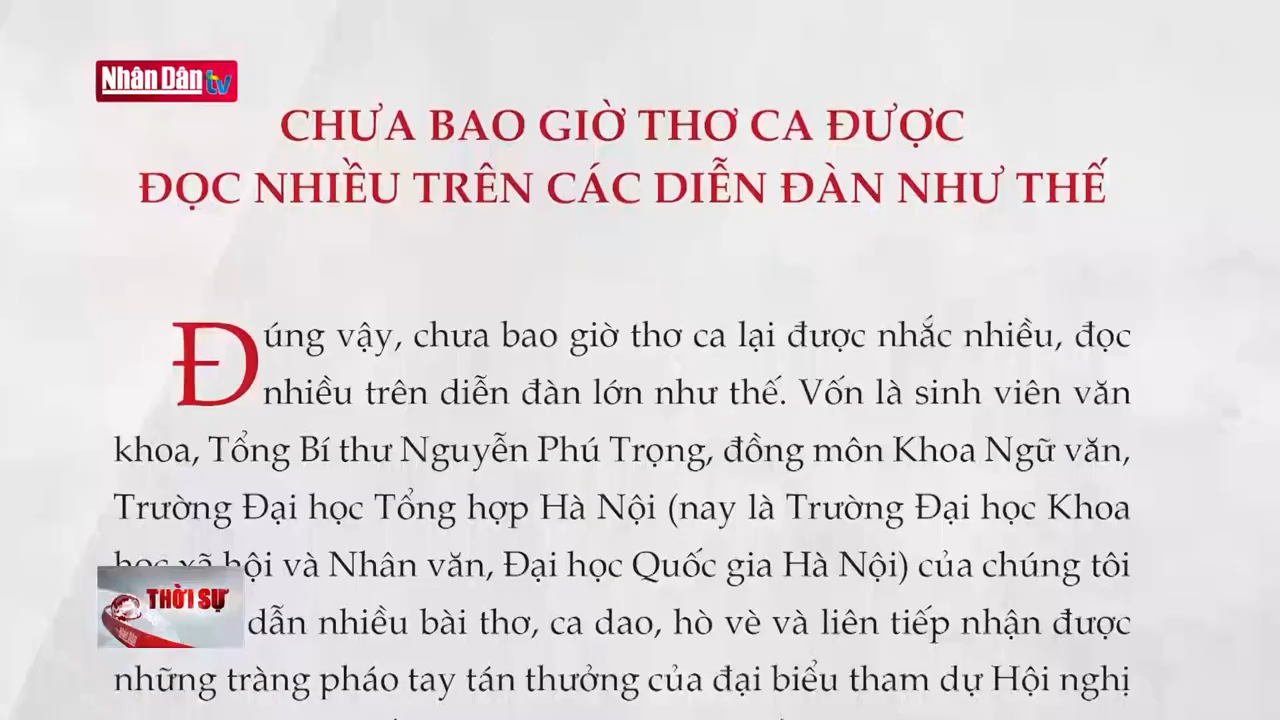 Nhân Dân tv
CHƯA BAO GIỜ THƠ CA ĐƯỢC
ĐỌC NHIỀU TRÊN CÁC DIỄN ĐÀN NHƯ THẾ
Đúng vậy, chưa bao giờ thơ ca lại được nhắc nhiều, đọc
nhiều trên diễn đàn lớn như thế. Vốn là sinh viên văn
khoa, Tổng Bí thư Nguyễn Phú Trọng, đồng môn Khoa Ngữ văn,
Trường Đại học Tổng hợp Hà Nội (nay là Trường Đại học Khoa
học xã hội và Nhân văn, Đại học Quốc gia Hà Nội) của chúng tôi
THỜI SỰ
dẫn nhiều bài thơ, ca dao, hò vè và liên tiếp nhận được
những tràng pháo tay tán thưởng của đại biểu tham dự Hội nghị